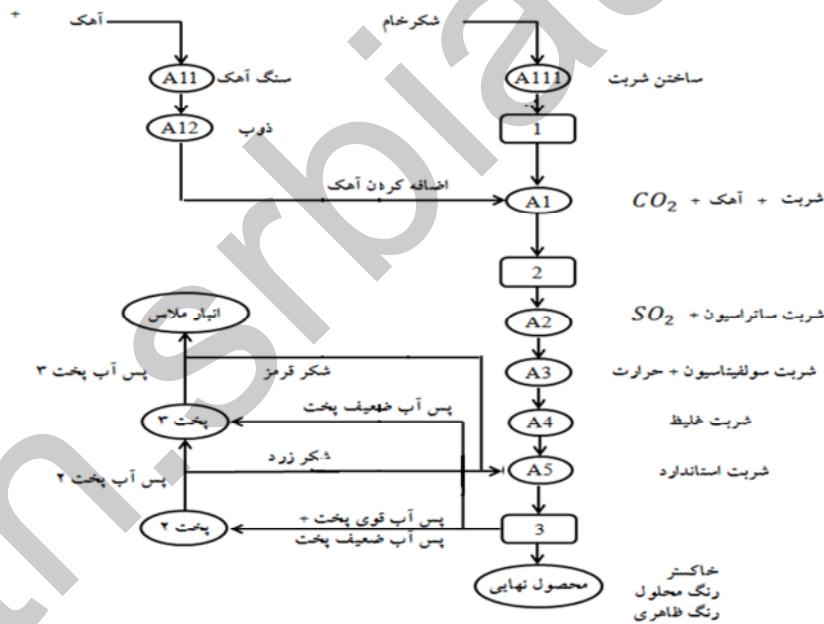 +
آهک
شکر خام
A11
سنگ آهک
A111
ساختن شربت
A12
ذوب
1
اضافه کردن آهک
A1
شربت + آهک + CO₂
2
انبار ملاس
A2
شربت ساتراسیون + SO₂
پس آب پخت ۳
شکر قرمز
A3
شربت سولفیتاسیون + حرارت
پخت ۳
پس آب ضعیف پخت
A4
شربت غلیظ
پس آب پخت ۲
شکر زرد
A5
شربت استاندارد
پخت ۲
پس آب قوی پخت +
پس آب ضعیف پخت
3
محصول نهایی
خاکستر
رنگ محلول
رنگ ظاهری